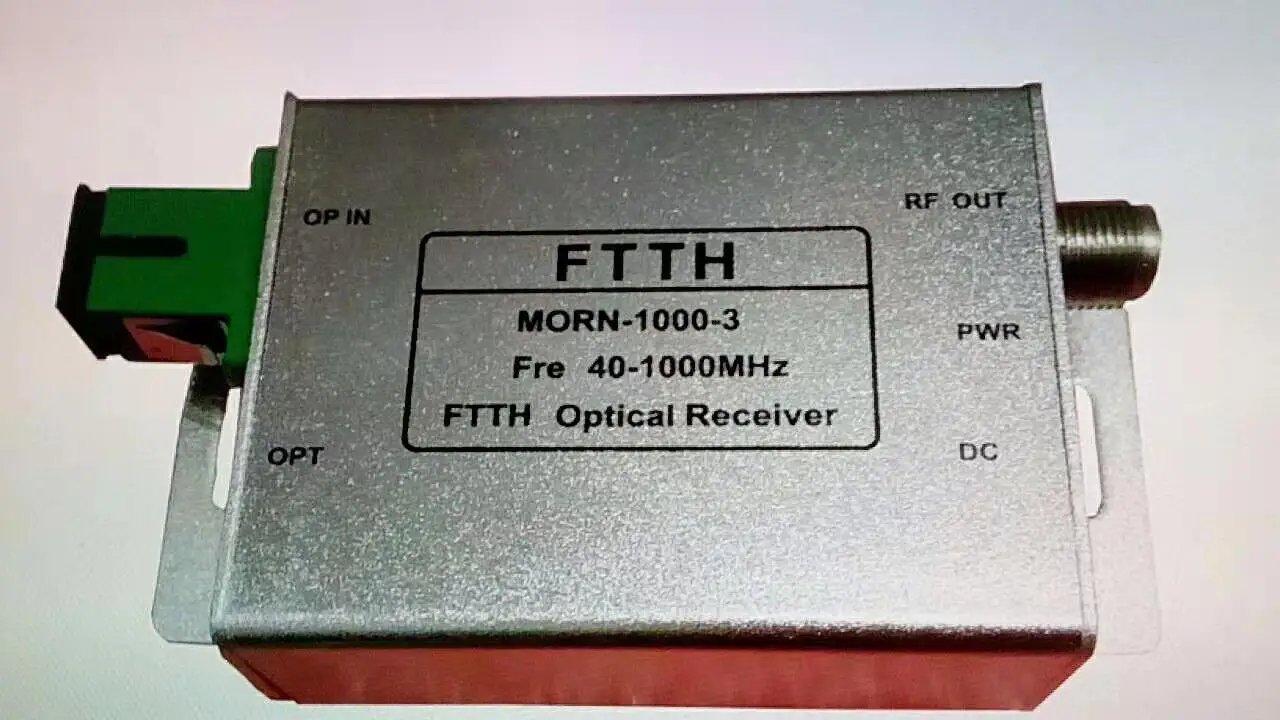 OP IN
RF OUT
FTTH
MORN-1000-3
Fre 40-1000MHz
FTTH Optical Receiver
PWR
OPT
DC